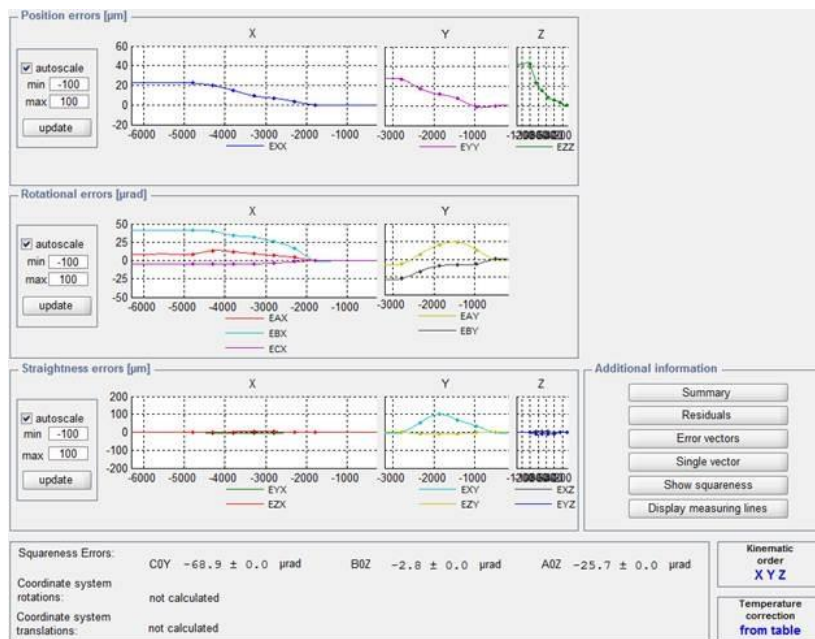 Position errors [µm]
X
Y
Z
autoscale
min -100
max 100
update
60
40
20
0
-20
-6000 -5000 -4000 -3000 -2000 -1000
-3000 -2000 -1000
EXX
EYY
EZZ
Rotational errors [µrad]
X
Y
autoscale
min -100
max 100
update
50
25
0
-25
-50
-6000 -5000 -4000 -3000 -2000 -1000
-3000 -2000 -1000
EAX
EBX
ECX
EAY
EBY
Straightness errors [µm]
X
Y
Z
autoscale
min -100
max 100
update
200
100
0
-100
-200
-6000 -5000 -4000 -3000 -2000 -1000
-3000 -2000 -1000
EYX
EZX
EXY
EZY
EXZ
EYZ
Additional information
Summary
Residuals
Error vectors
Single vector
Show squareness
Display measuring lines
Squareness Errors:
C0Y -68.9 ± 0.0 µrad B0Z -2.8 ± 0.0 µrad A0Z -25.7 ± 0.0 µrad
Coordinate system
rotations:
not calculated
Coordinate system
translations:
not calculated
Kinematic
order
X Y Z
Temperature
correction
from table